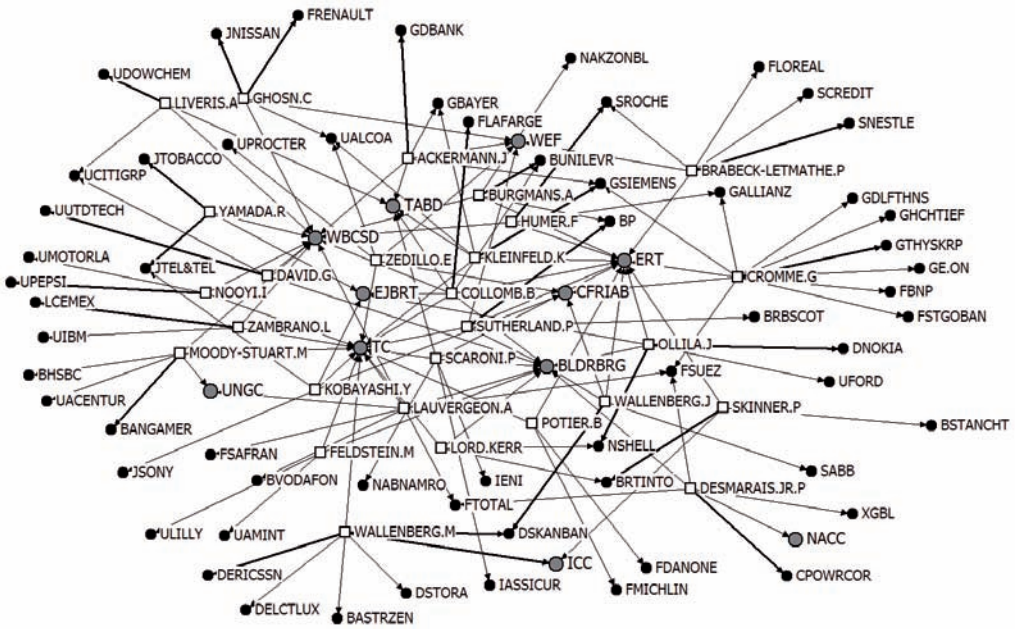 FRENAULT
JNISSAN
GDBANK
NAKZONBL
FLOREAL
UDOWCHEM
LIVERIS.A
GHOSN.C
GBAYER
SROCHE
SCREDIT
FLAFARGE
SNESTLE
UPROCTER
UALCOA
WEF
JTOBACCO
ACKERMANN.J
BUNILEVR
BRABECK-LETMATHE.P
UCITIGRP
BURGMANS.A
GSIEMENS
GALLIANZ
GDLFTHNS
UUTDTECH
YAMADA.R
TABD
HUMER.F
BP
GHCHTIEF
WBCSD
GTHYSKRP
UMOTORLA
JTEL&TEL
DAVID.G
ZEDILLO.E
KLEINFELD.K
ERT
CROMME.G
GE.ON
UPEPSI
NOOYI.I
EJBRT
COLLOMB.B
CFRIAB
FBNP
LCEMEX
FSTGOBAN
ZAMBRANO.L
SUTHERLAND.P
BRBSCOT
UIBM
MOODY-STUART.M
TC
SCARONI.P
OLLILA.J
DNOKIA
BHSBC
BLDRBRG
FSUEZ
UFORD
UACENTUR
UNGC
KOBAYASHI.Y
LAUVERGEON.A
WALLENBERG.J
SKINNER.P
BANGAMER
POTIER.B
BSTANCHT
FSAFRAN
FELDSTEIN.M
LORD.KERR
NSHELL
JSONY
BVODAFON
NABNAMRO
IENI
BRTINTO
SABB
DESMARAIS.JR.P
FTOTAL
XGBL
ULILLY
UAMINT
WALLENBERG.M
DSKANBAN
NACC
ICC
DERICSSN
FDANONE
CPOWRCOR
DSTORA
IASSICUR
FMICHLIN
DELCTLUX
BASTRZEN